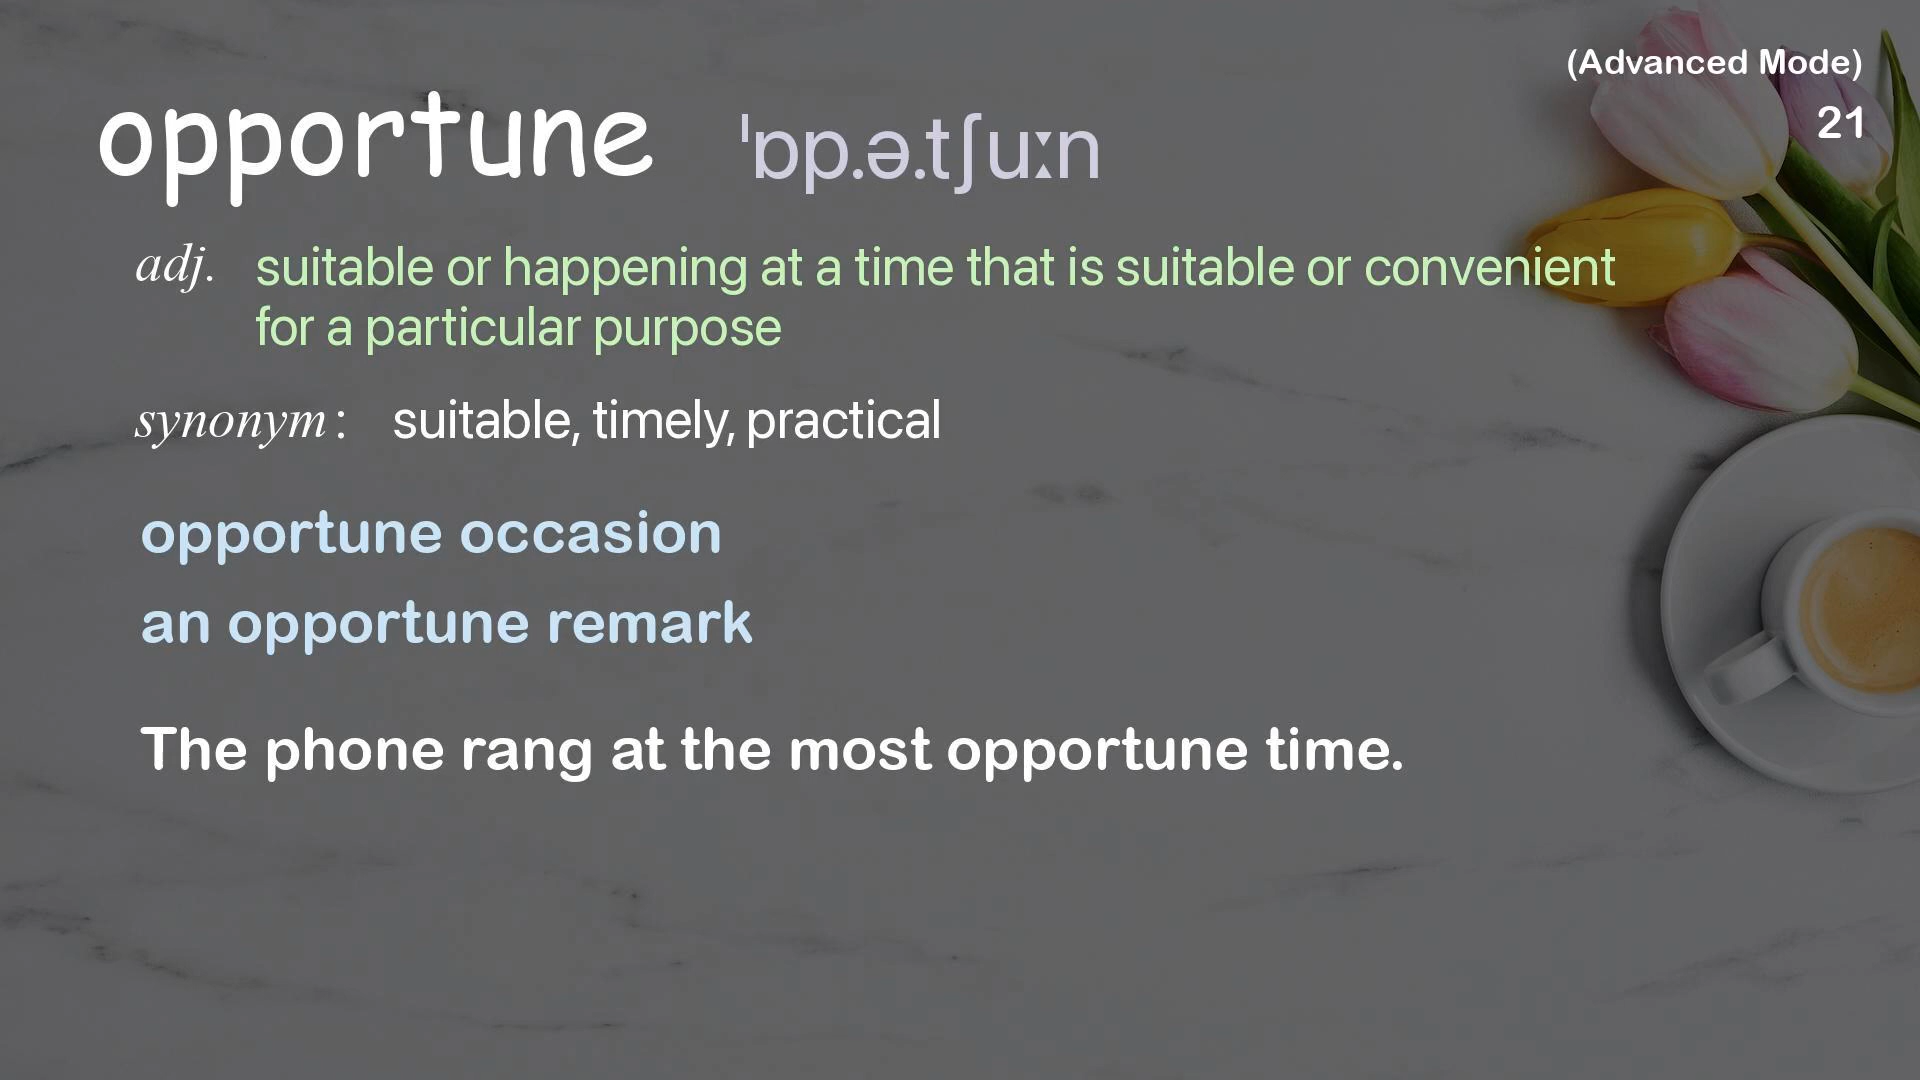 (Advanced Mode)
21
opportune ˈɒp.ə.tʃuːn
adj. suitable or happening at a time that is suitable or convenient
for a particular purpose
synonym: suitable, timely, practical
opportune occasion
an opportune remark
The phone rang at the most opportune time.